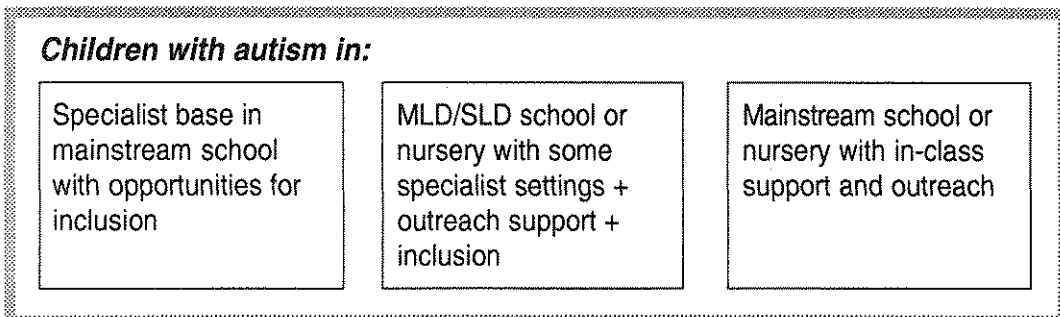 Children with autism in:
Specialist base in
mainstream school
with opportunities for
inclusion
MLD/SLD school or
nursery with some
specialist settings +
outreach support +
inclusion
Mainstream school or
nursery with in-class
support and outreach